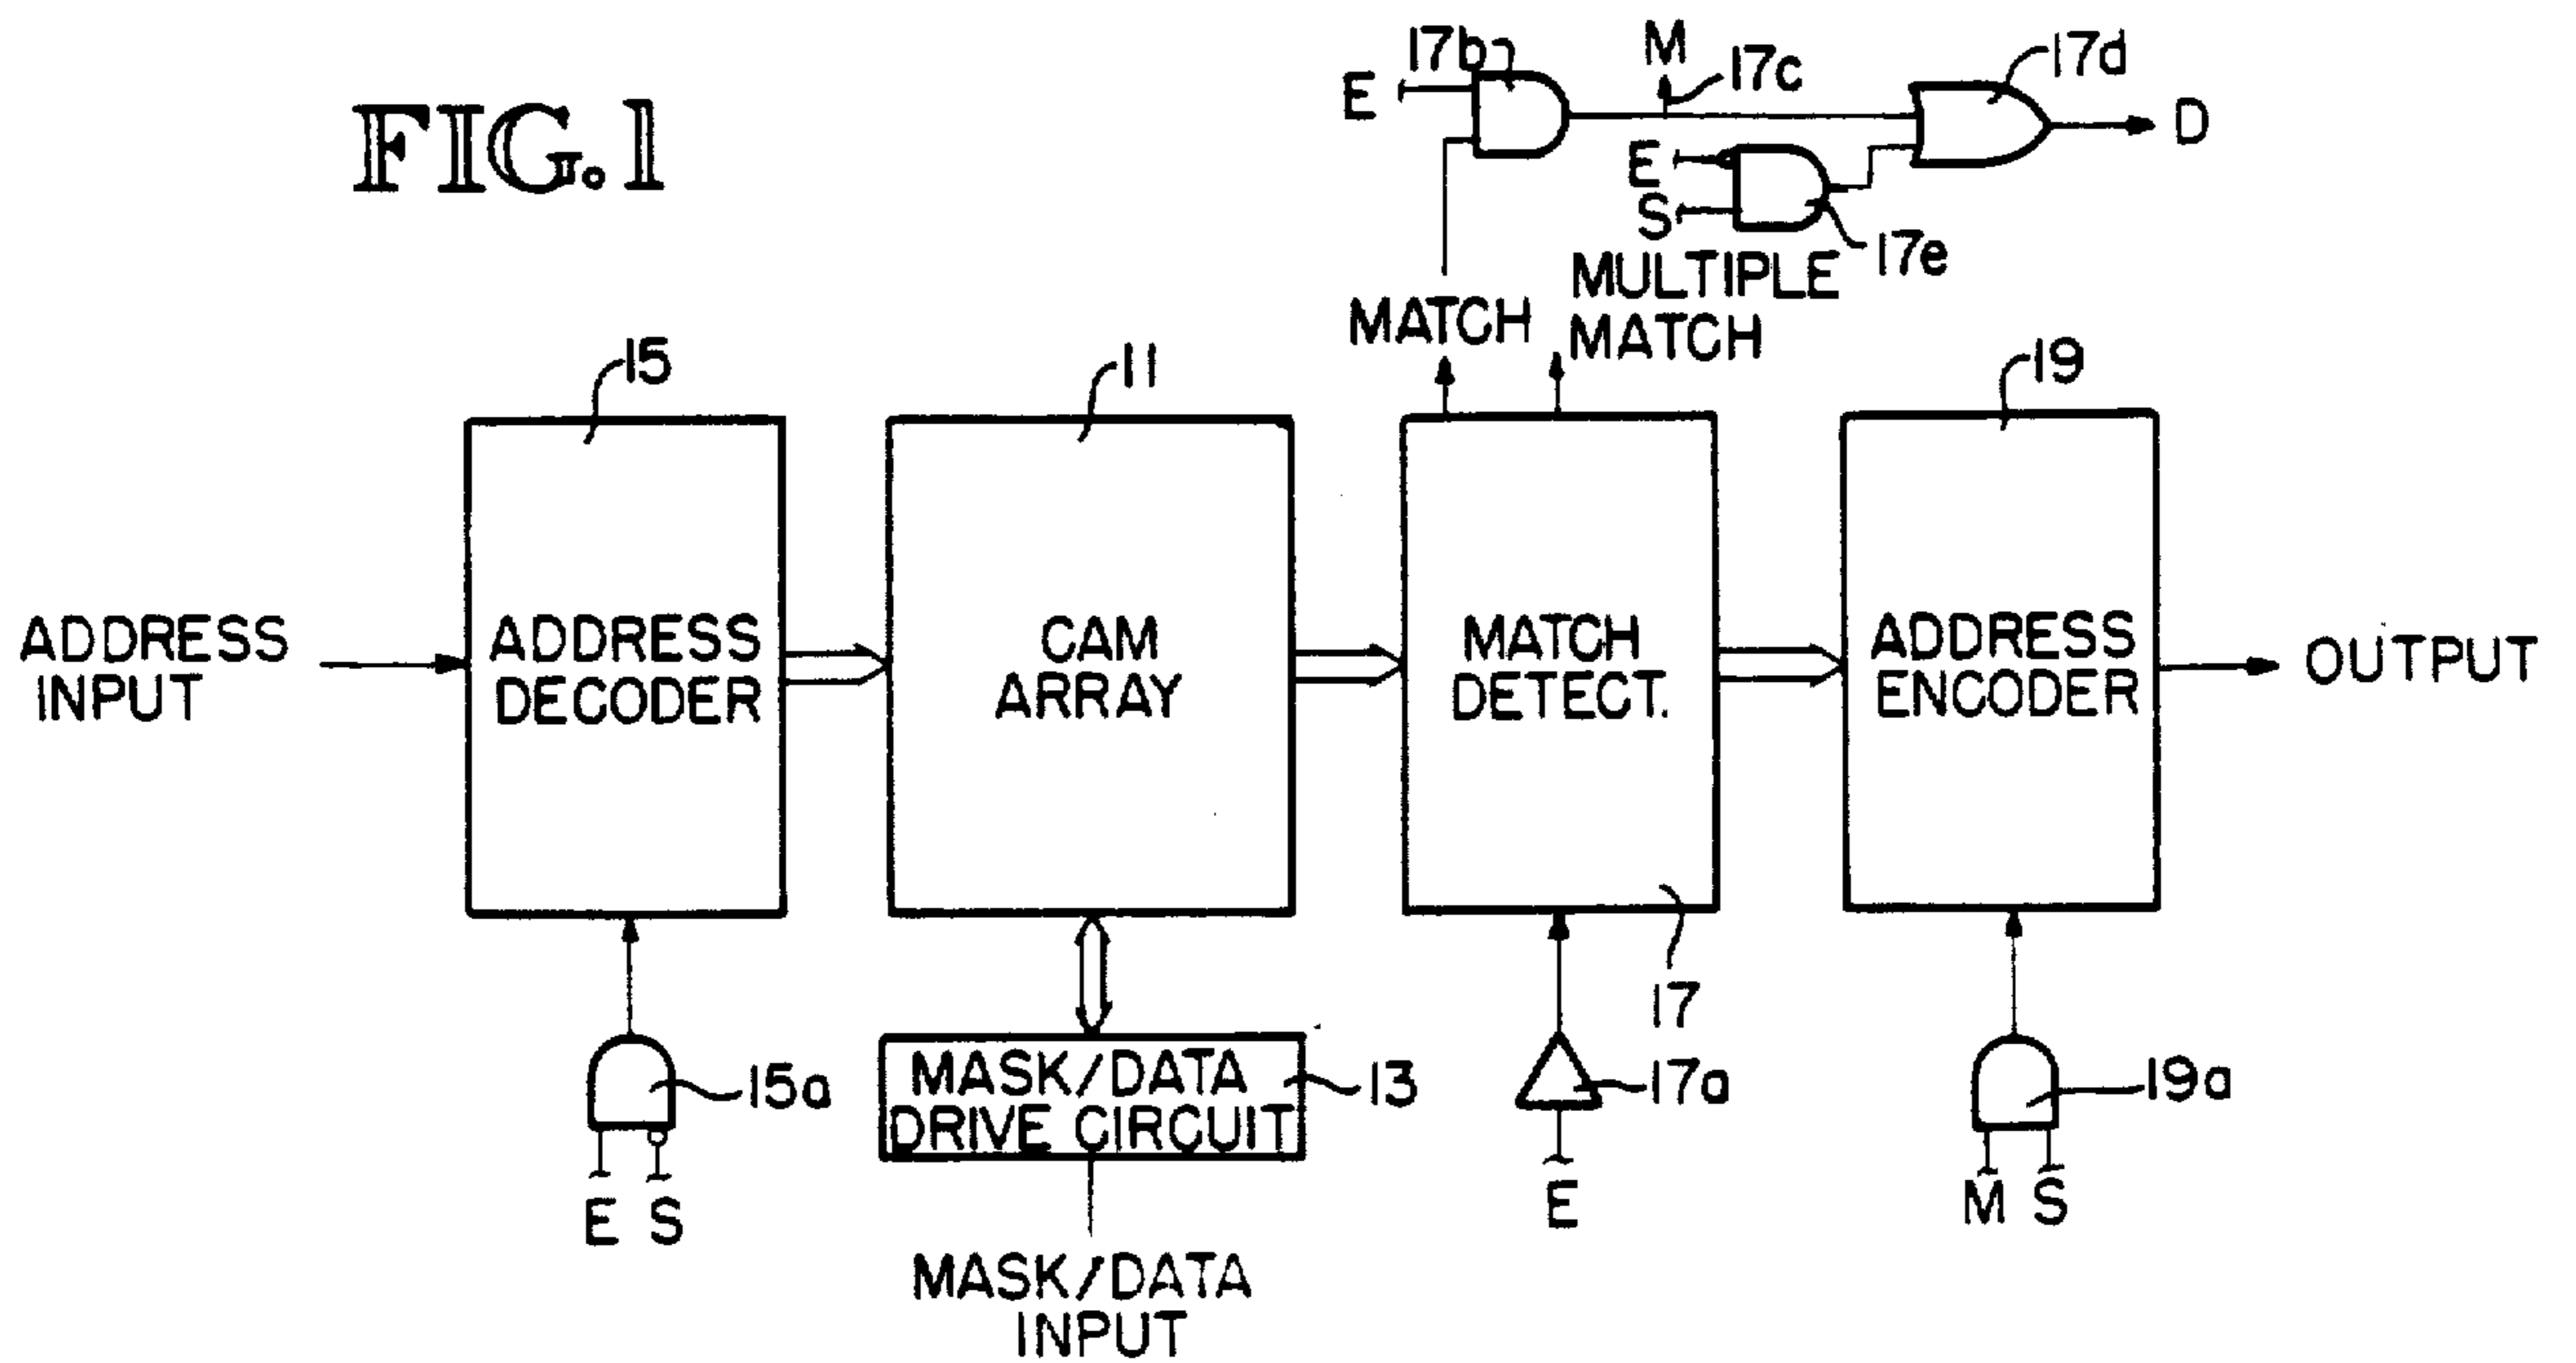 FIG. 1
E
17b
M
17c
17d
D
E
S
17e
MATCH
MULTIPLE
MATCH
15
11
19
ADDRESS
INPUT
ADDRESS
DECODER
CAM
ARRAY
MATCH
DETECT.
ADDRESS
ENCODER
OUTPUT
17
15a
E S
MASK/DATA
DRIVE CIRCUIT
13
MASK/DATA
INPUT
17a
E
19a
M S